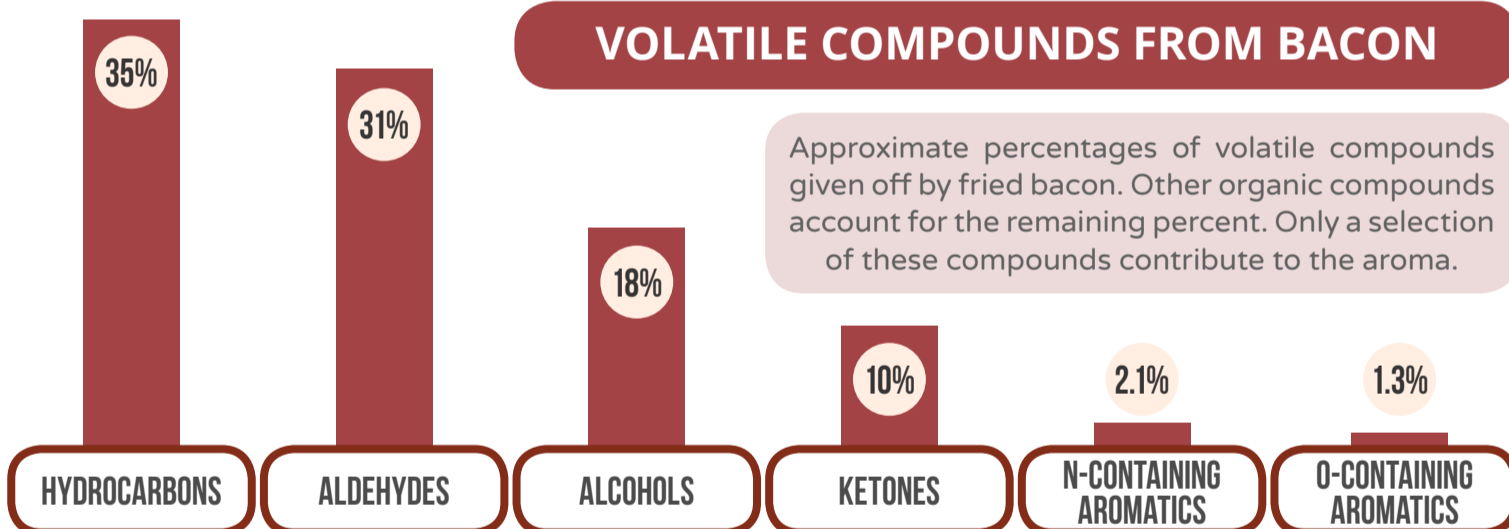 VOLATILE COMPOUNDS FROM BACON
Approximate percentages of volatile compounds
given off by fried bacon. Other organic compounds
account for the remaining percent. Only a selection
of these compounds contribute to the aroma.
35%
31%
18%
10%
2.1%
1.3%
HYDROCARBONS
ALDEHYDES
ALCOHOLS
KETONES
N-CONTAINING
AROMATICS
O-CONTAINING
AROMATICS